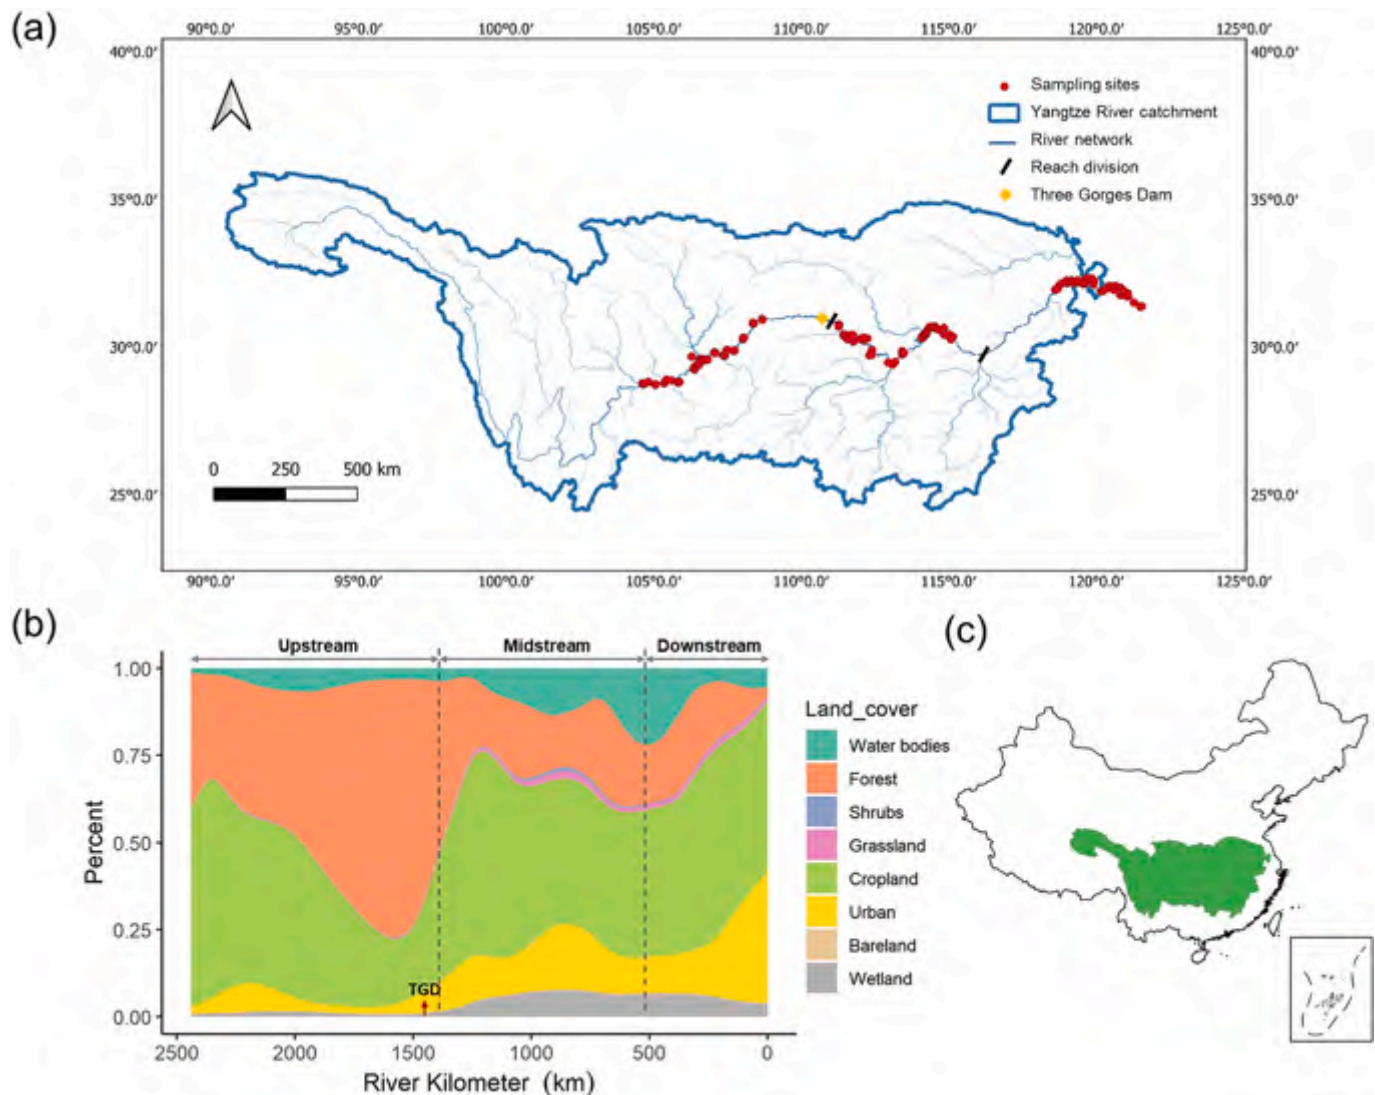 (a)
90°0.0′ 95°0.0′ 100°0.0′ 105°0.0′ 110°0.0′ 115°0.0′ 120°0.0′ 125°0.0′
40°0.0′ 40°0.0′
Sampling sites
Yangtze River catchment
River network
Reach division
Three Gorges Dam
35°0.0′ 35°0.0′
30°0.0′ 30°0.0′
0 250 500 km
25°0.0′ 25°0.0′
90°0.0′ 95°0.0′ 100°0.0′ 105°0.0′ 110°0.0′ 115°0.0′ 120°0.0′ 125°0.0′
(b)
Upstream Midstream Downstream
1.00
0.75
0.50
0.25
0.00
Percent
TGD
2500 2000 1500 1000 500 0
River Kilometer (km)
Land_cover
Water bodies
Forest
Shrubs
Grassland
Cropland
Urban
Bareland
Wetland
(c)